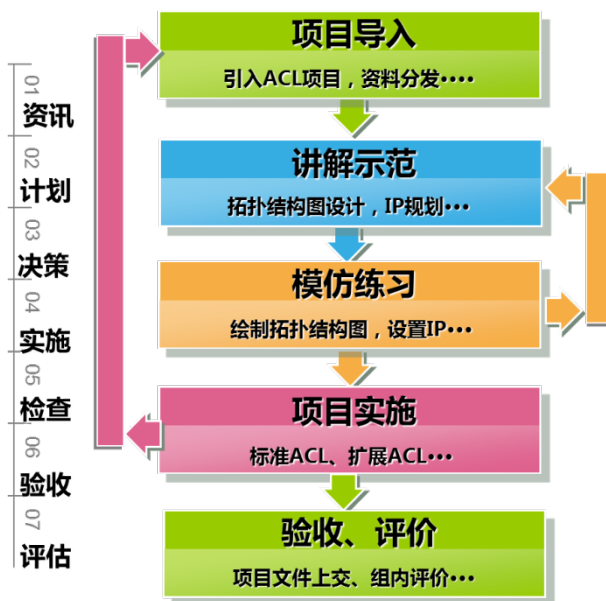 项目导入
引入ACL项目，资料分发····
01
资讯
02
计划
03
决策
04
实施
05
检查
06
验收
07
评估
讲解示范
拓扑结构图设计，IP规划···
模仿练习
绘制拓扑结构图，设置IP···
项目实施
标准ACL、扩展ACL···
验收、评价
项目文件上交、组内评价···